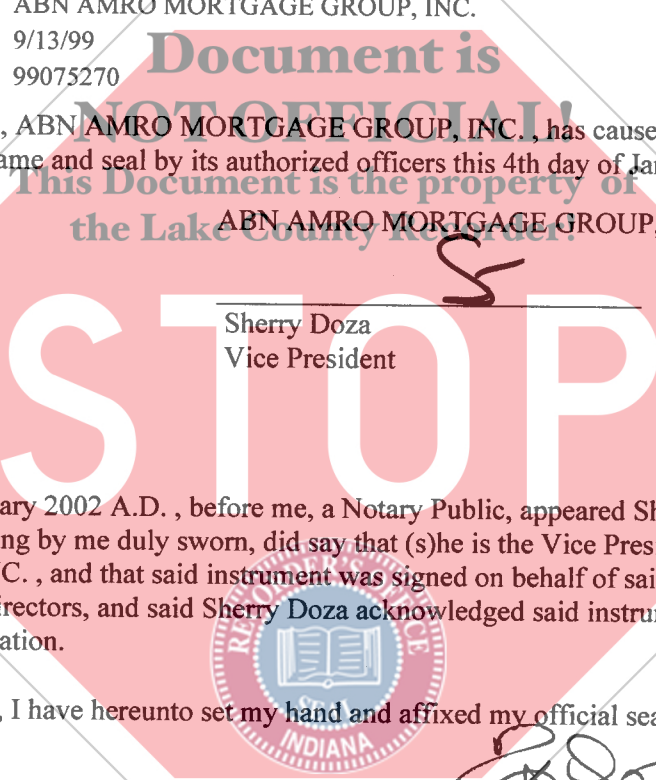 ABN AMRO MORTGAGE GROUP, INC.
9/13/99
Document is
99075270
NOT OFFICIAL!
, ABN AMRO MORTGAGE GROUP, INC. , has cause
ame and seal by its authorized officers this 4th day of Jan
This Document is the property of
the Lake County Recorder!
ABN AMRO MORTGAGE GROUP,
STOP
Sherry Doza
Vice President
ary 2002 A.D. , before me, a Notary Public, appeared Sh
ng by me duly sworn, did say that (s)he is the Vice Pres
C. , and that said instrument was signed on behalf of sai
irectors, and said Sherry Doza acknowledged said instru
ation.
RECORDER'S OFFICE
SEAL
INDIANA
, I have hereunto set my hand and affixed my official sea